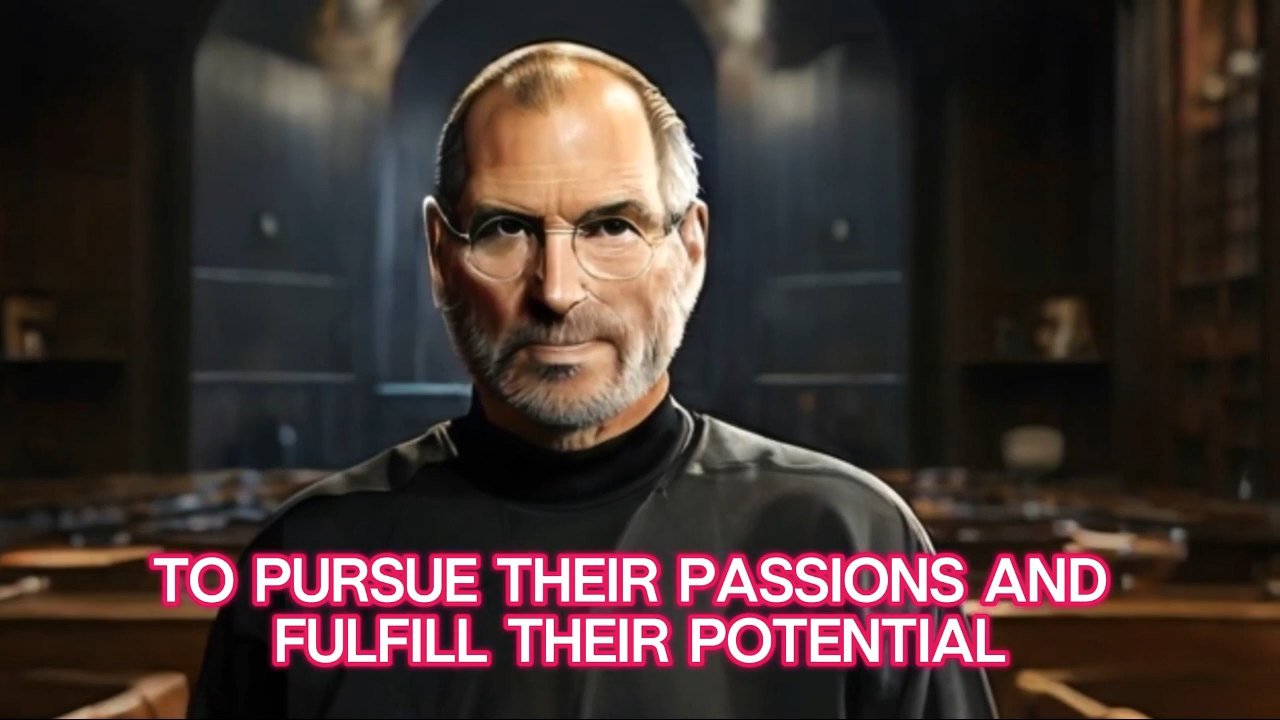 TO PURSUE THEIR PASSIONS AND
FULFILL THEIR POTENTIAL